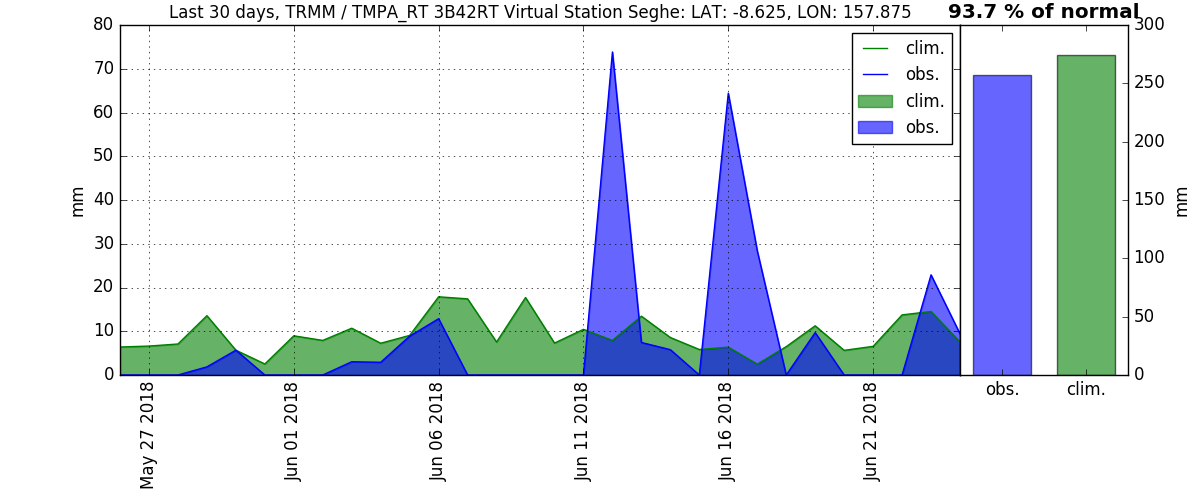 Last 30 days, TRMM / TMPA_RT 3B42RT Virtual Station Seghe: LAT: -8.625, LON: 157.875
93.7 % of normal
80
70
60
50
40
30
20
10
0
mm
clim.
obs.
clim.
obs.
300
250
200
150
100
50
0
mm
May 27 2018
Jun 01 2018
Jun 06 2018
Jun 11 2018
Jun 16 2018
Jun 21 2018
obs.
clim.